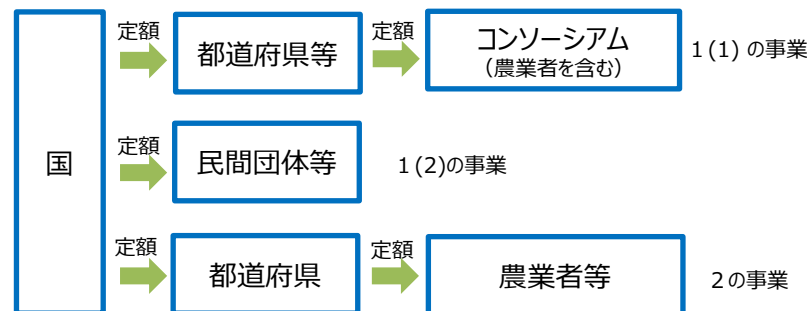 国
定額
都道府県等
定額
コンソーシアム
（農業者を含む）
１(１) の事業
定額
民間団体等
１(２)の事業
定額
都道府県
定額
農業者等
２の事業